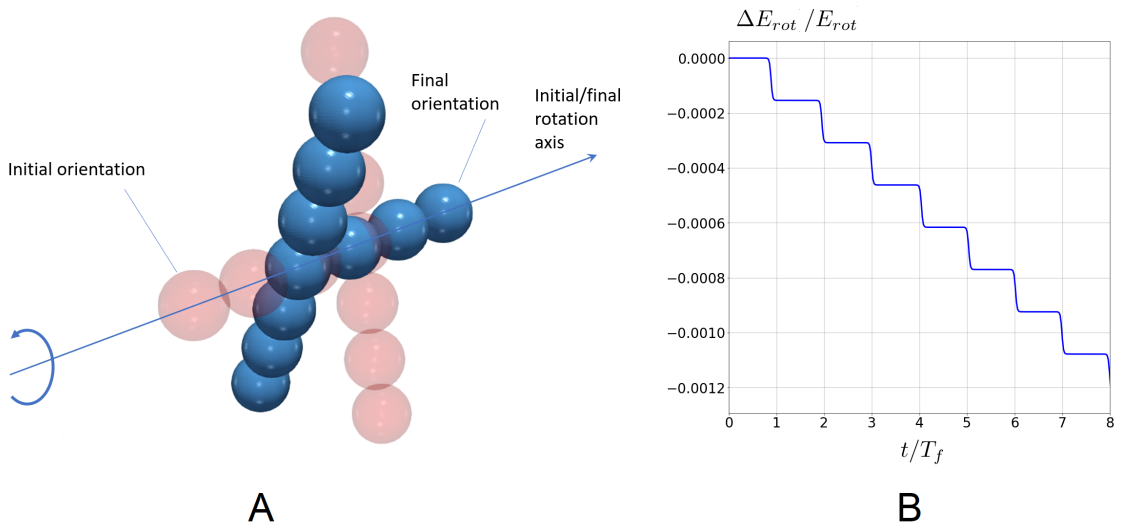 Initial orientation
Final
orientation
Initial/final
rotation
axis
A
ΔE_rot /E_rot
0.0000
−0.0002
−0.0004
−0.0006
−0.0008
−0.0010
−0.0012
0 1 2 3 4 5 6 7 8
t/T_f
B